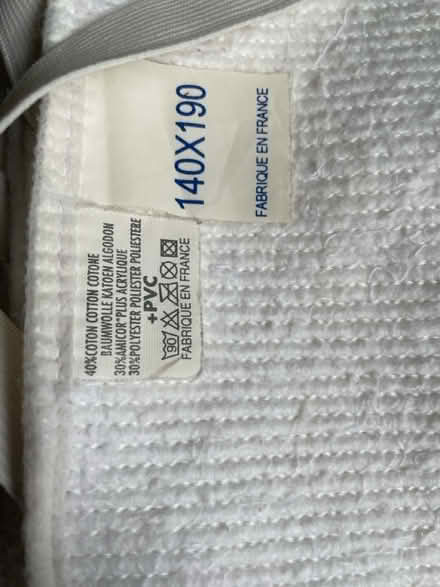 140X190
FABRIQUE EN FRANCE
40%COTON COTTON COTONE
BAUMWOLLE KATOEN ALGODON
30%AMICOR*PLUS ACRYLIQUE
30%POLYESTER POLIESTER POLIESTERE
+PVC
90
FABRIQUE EN FRANCE